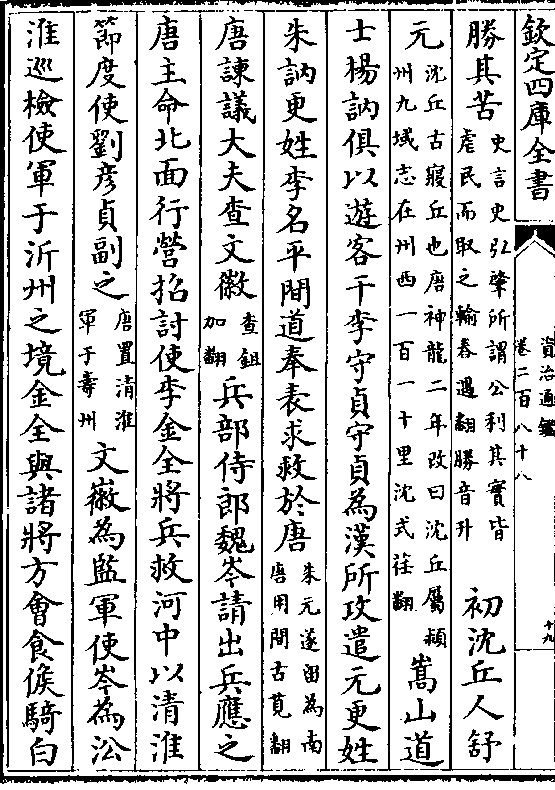 欽定四庫全書
資治通鑑
卷二百八十八
十九
勝其苦
史言史弘肇所謂公利其實皆
虐民而取之輸舂遇翻勝音升
初沈丘人舒
元
沈丘古寢丘也唐神龍二年改曰沈丘屬潁
州九域志在州西一百一十里沈式荏翻
嵩山道
士楊訥俱以遊客干李守貞守貞為漢所攻遣元更姓
朱訥更姓李名平間道奉表求救於唐
朱元遂留為南
唐用間古莧翻
唐諫議大夫查文徽
查鉏
加翻
兵部侍郎魏岑請出兵應之
唐主命北面行營招討使李金全將兵救河中以清淮
節度使劉彦貞副之
唐置清淮
軍于壽州
文徽為監軍使岑為沿
淮巡檢使軍于沂州之境金全與諸將方會食候騎白